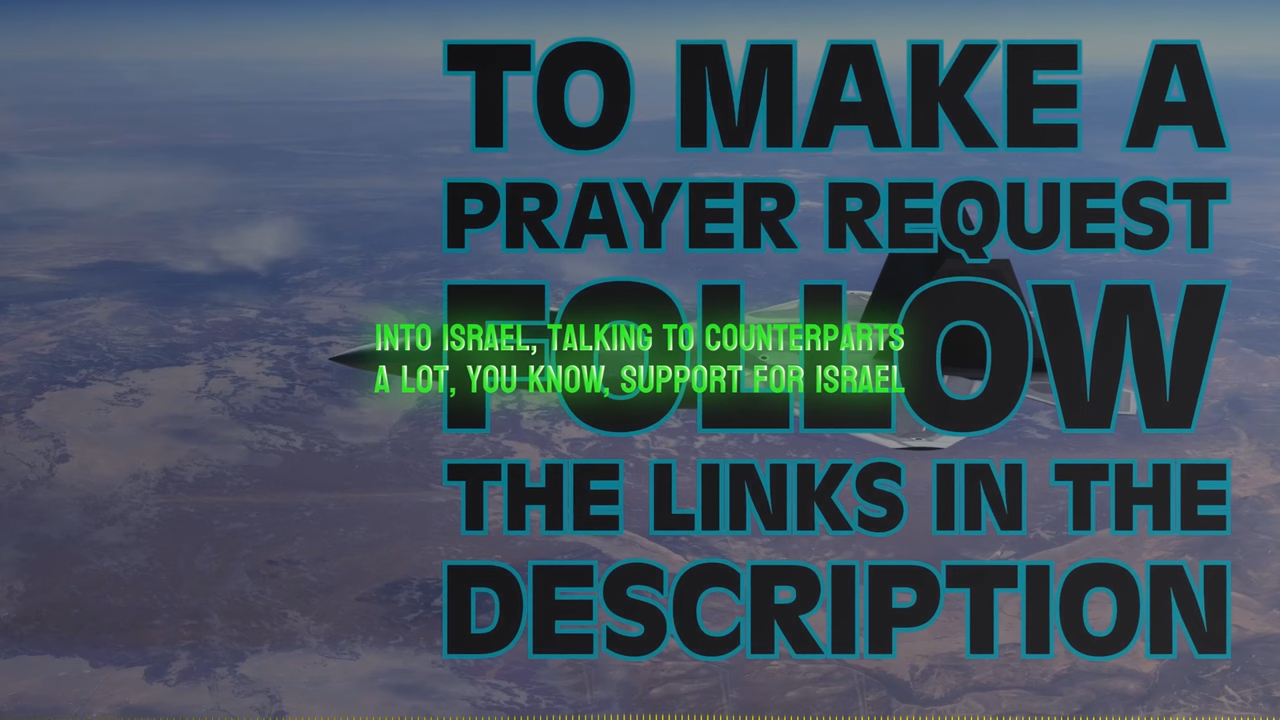 TO MAKE A
PRAYER REQUEST
FOLLOW
THE LINKS IN THE
DESCRIPTION
INTO ISRAEL, TALKING TO COUNTERPARTS
A LOT, YOU KNOW, SUPPORT FOR ISRAEL